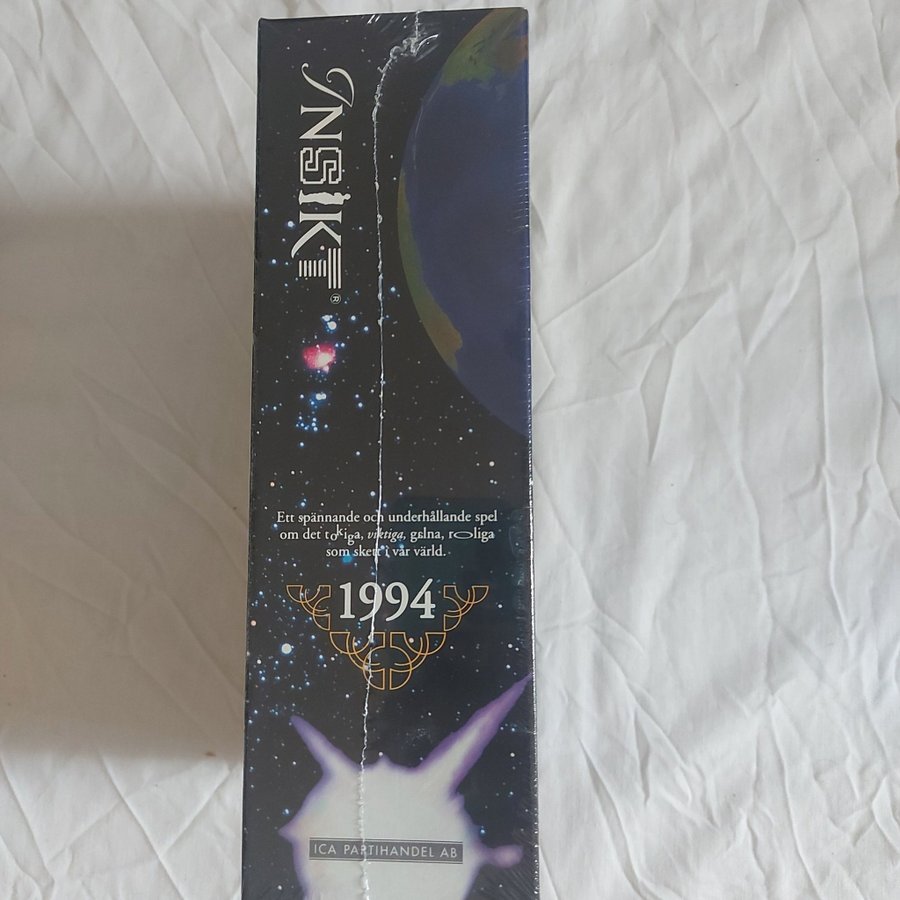 INSIKT®
Ett spännande och underhållande spel
om det tokiga, viktiga, galna, roliga
som skett i vår värld.
1994
ICA PARTIHANDEL AB